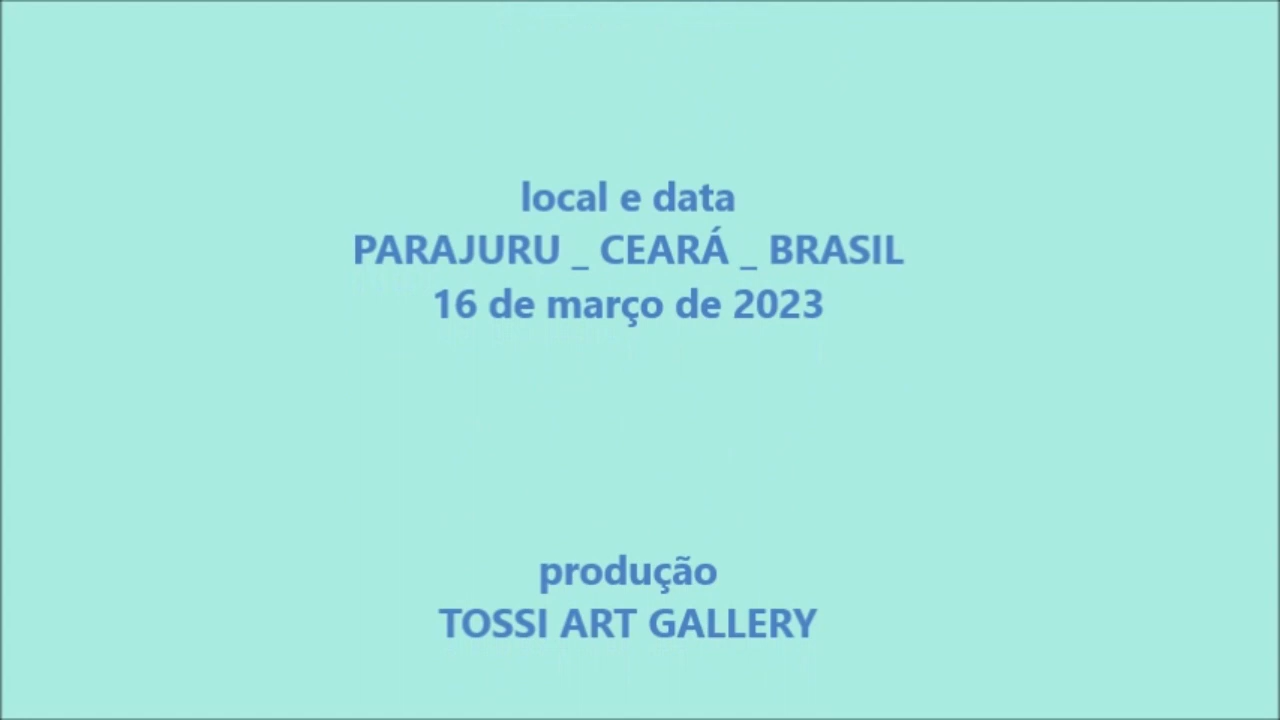 local e data
PARAJURU _ CEARÁ _ BRASIL
16 de março de 2023
produção
TOSSI ART GALLERY